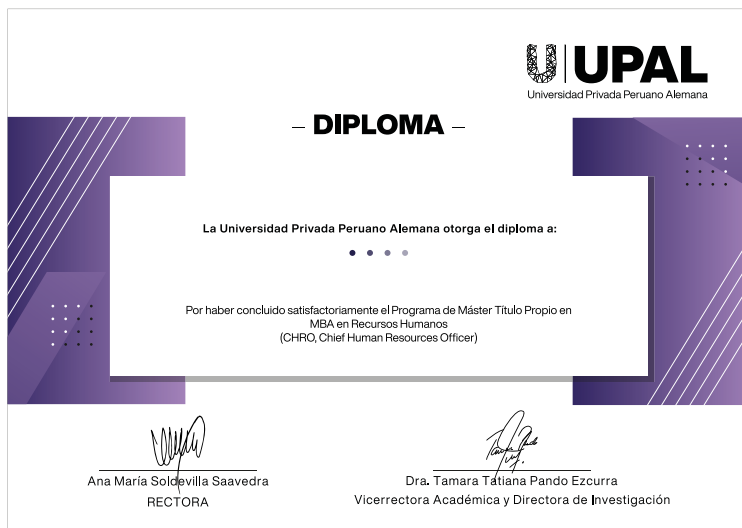 UPAL
Universidad Privada Peruano Alemana
– DIPLOMA –
La Universidad Privada Peruano Alemana otorga el diploma a:
Por haber concluido satisfactoriamente el Programa de Máster Título Propio en
MBA en Recursos Humanos
(CHRO, Chief Human Resources Officer)
Ana María Soldevilla Saavedra
RECTORA
Dra. Tamara Tatiana Pando Ezcurra
Vicerrectora Académica y Directora de Investigación